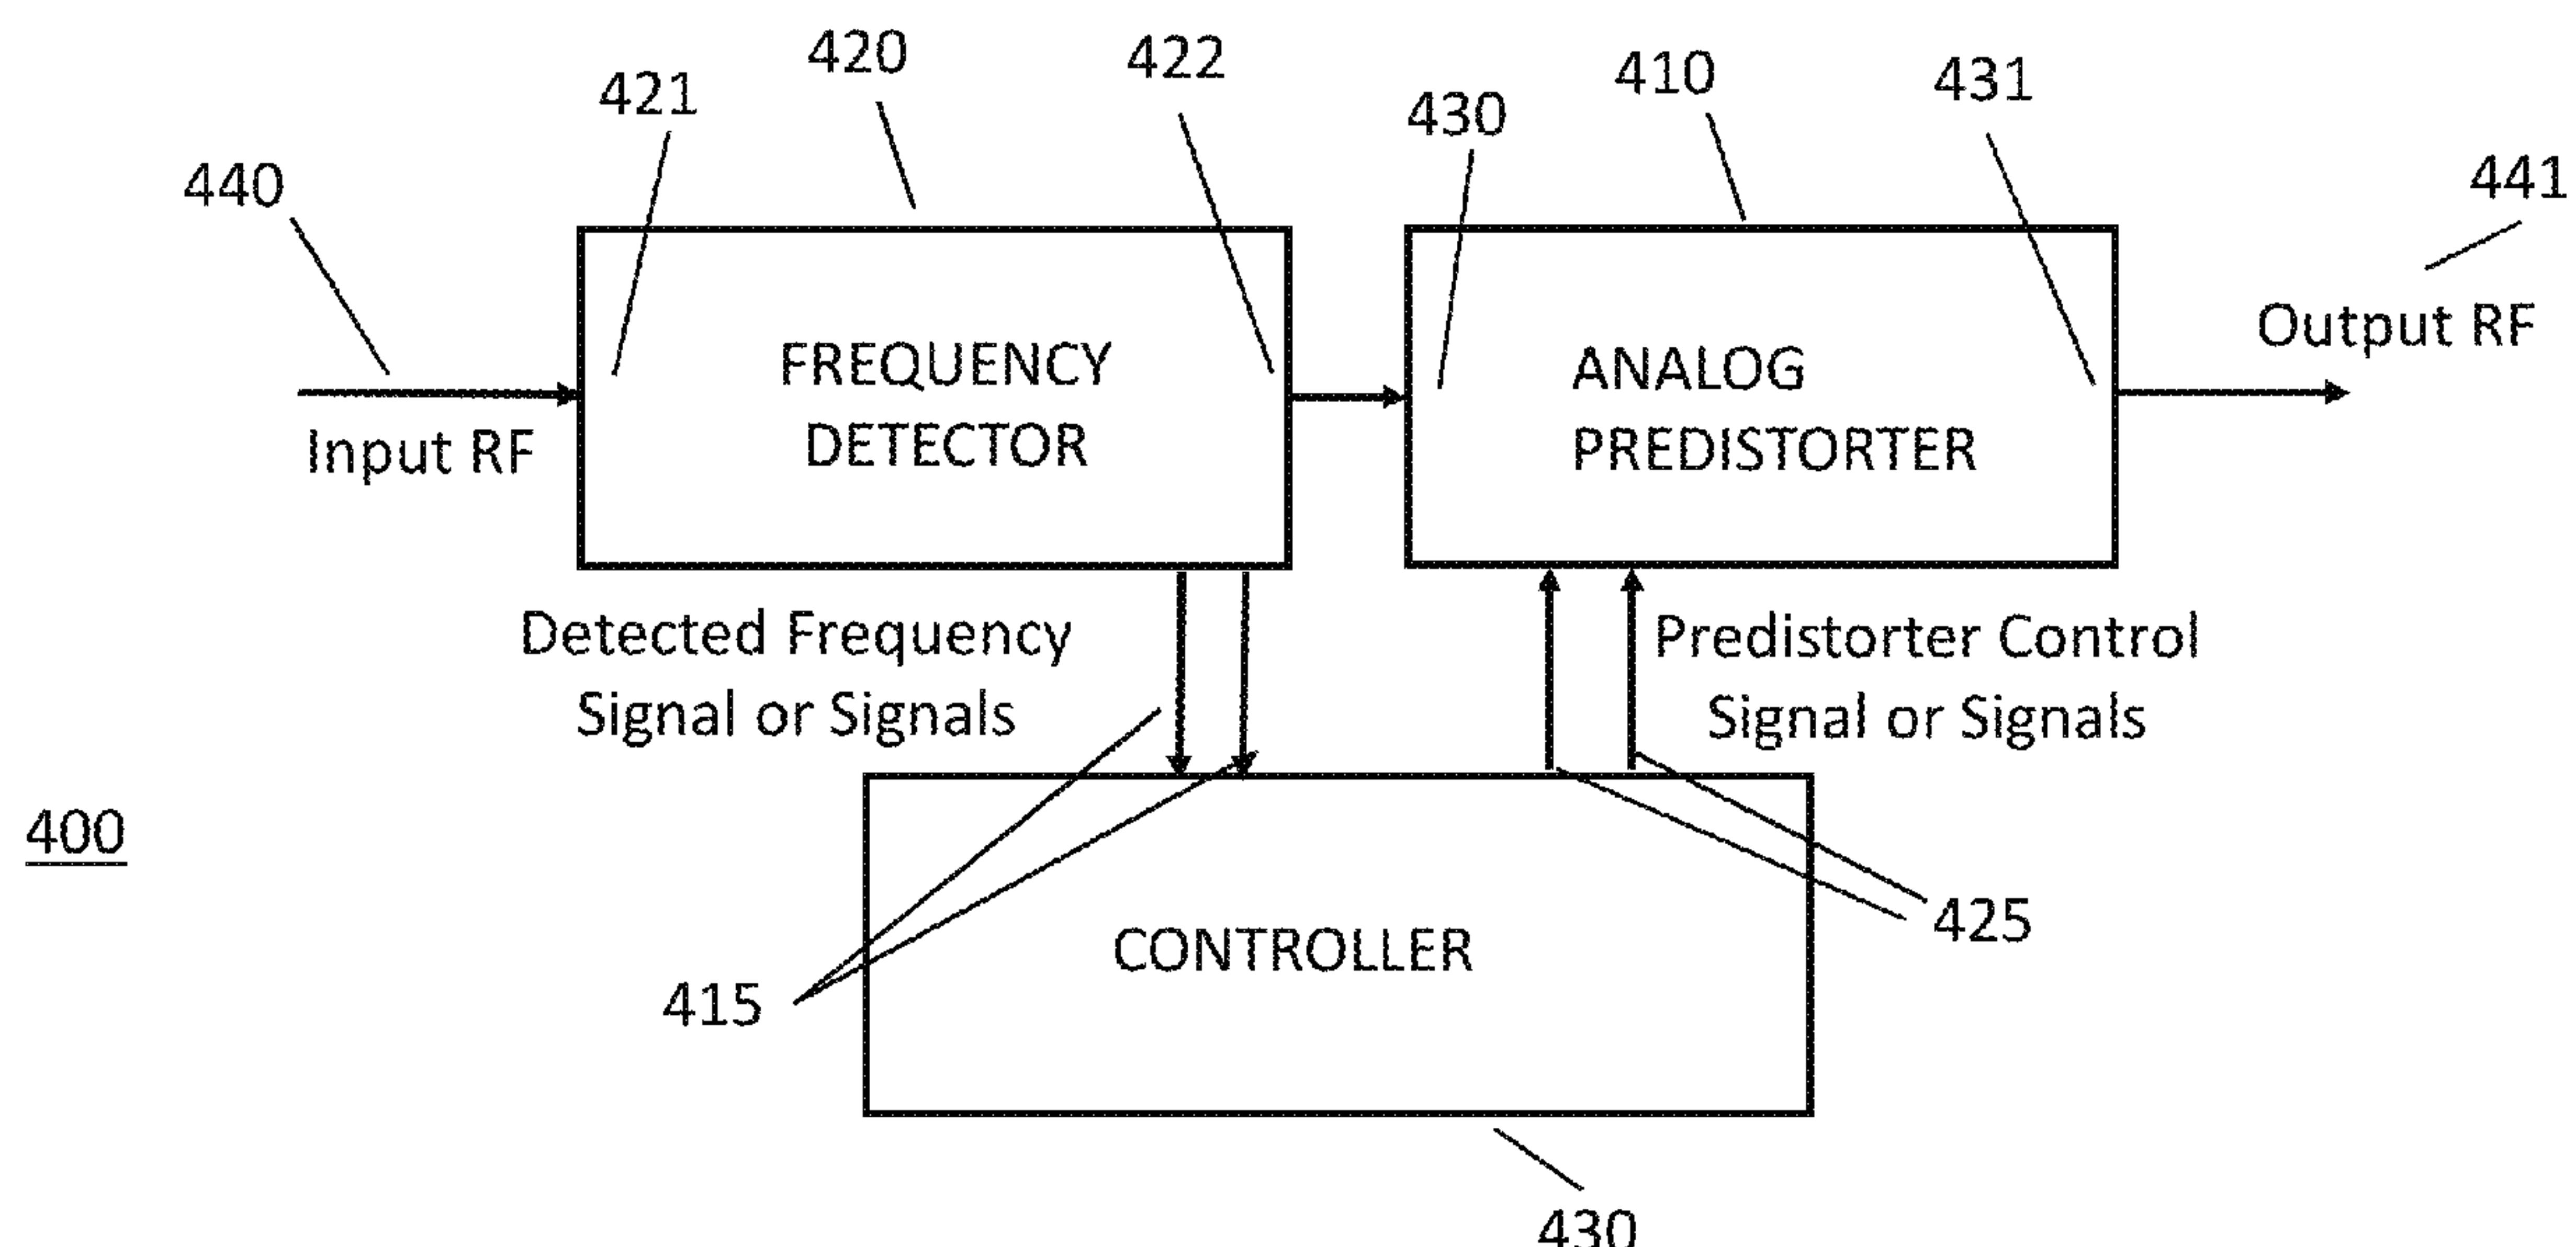 420
422
410
431
421
430
440
441
Output RF
FREQUENCY
DETECTOR
ANALOG
PREDISTORTER
Input RF
Detected Frequency
Signal or Signals
Predistorter Control
Signal or Signals
400
CONTROLLER
425
415
430